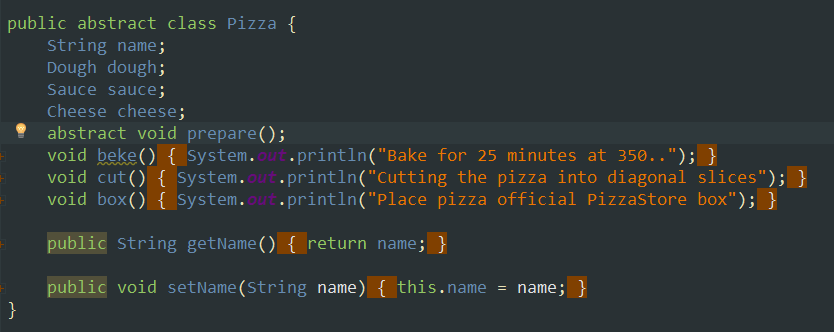 public abstract class Pizza {
String name;
Dough dough;
Sauce sauce;
Cheese cheese;
abstract void prepare();
void beke() { System.out.println("Bake for 25 minutes at 350.."); }
void cut() { System.out.println("Cutting the pizza into diagonal slices"); }
void box() { System.out.println("Place pizza official PizzaStore box"); }
public String getName() { return name; }
public void setName(String name) { this.name = name; }
}